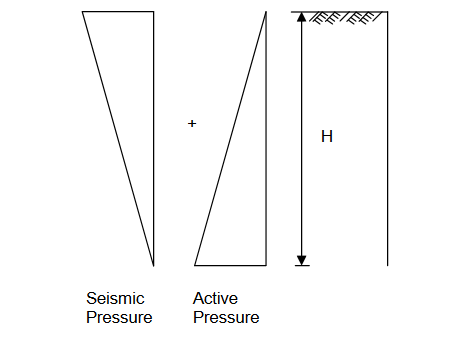 +
H
Seismic
Pressure
Active
Pressure